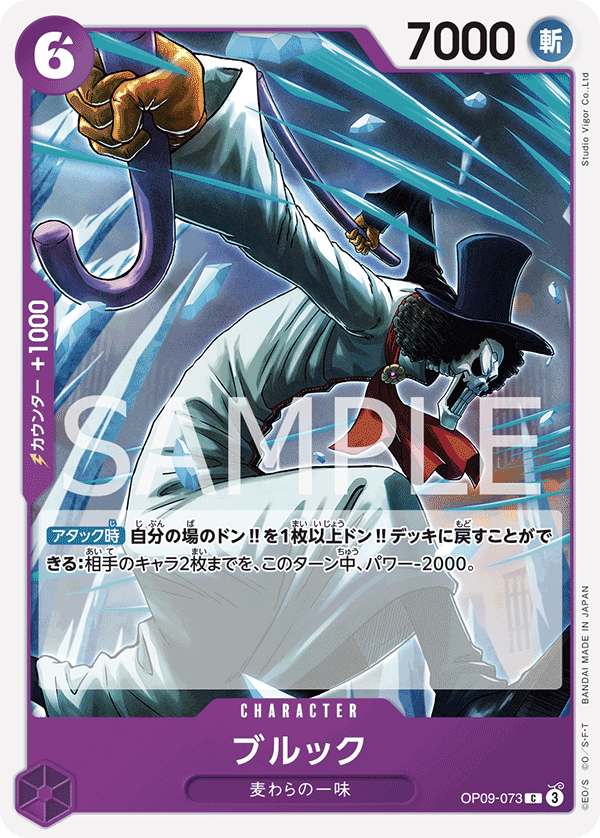 6
7000
斬
Studio Vigor Co.,Ltd
カウンター +1000
SAMPLE
アタック時 自分の場のドン!!を1枚以上ドン!!デッキに戻すことがで
きる:相手のキャラ2枚までを、このターン中、パワー-2000。
CHARACTER
ブルック
麦わらの一味
OP09-073 C 3
©E.O/S ©O/S・F・T BANDAI MADE IN JAPAN